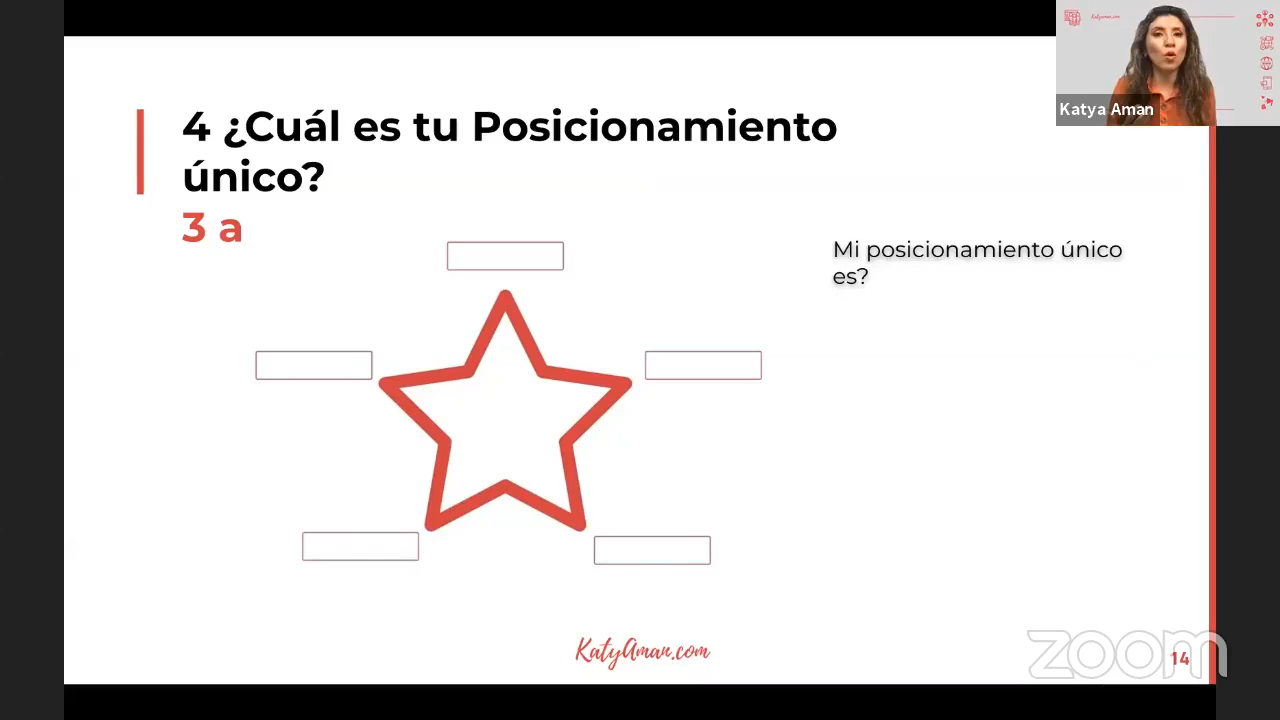 Katya Aman
4 ¿Cuál es tu Posicionamiento
único?
3 a
Mi posicionamiento único
es?
KatyAman.com
zoom
14